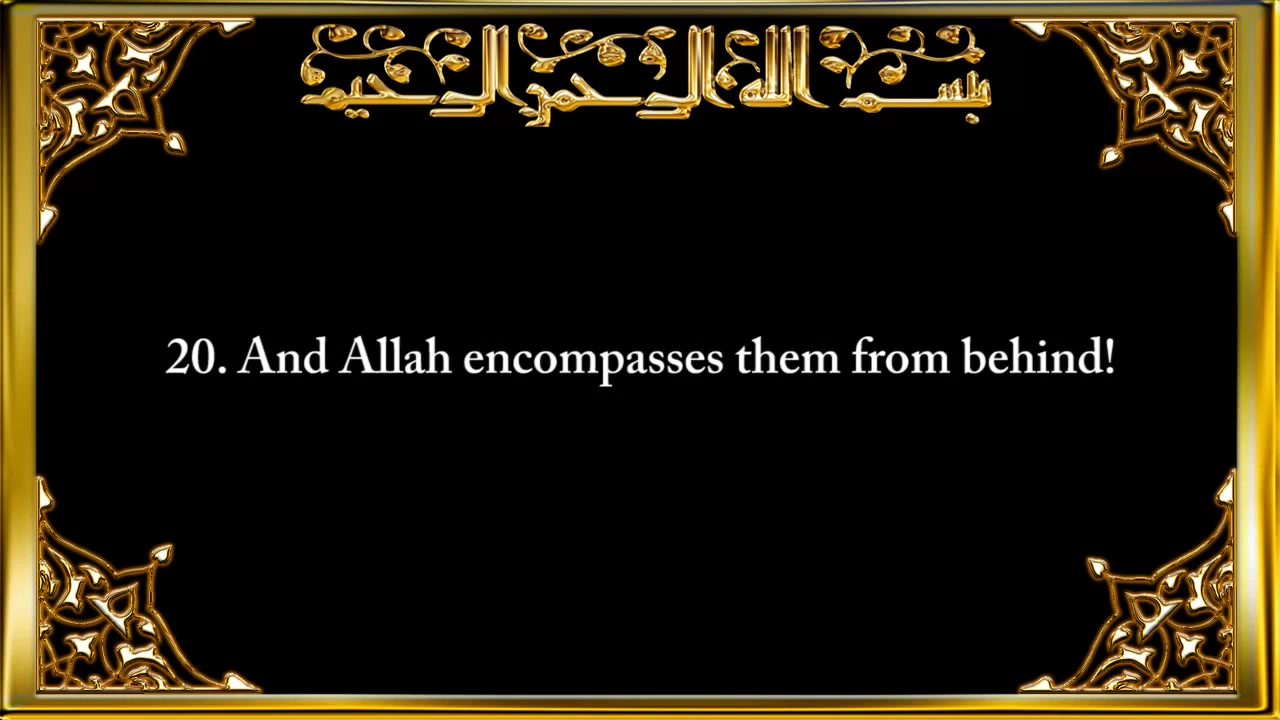 بسم الله الرحمن الرحيم
20. And Allah encompasses them from behind!